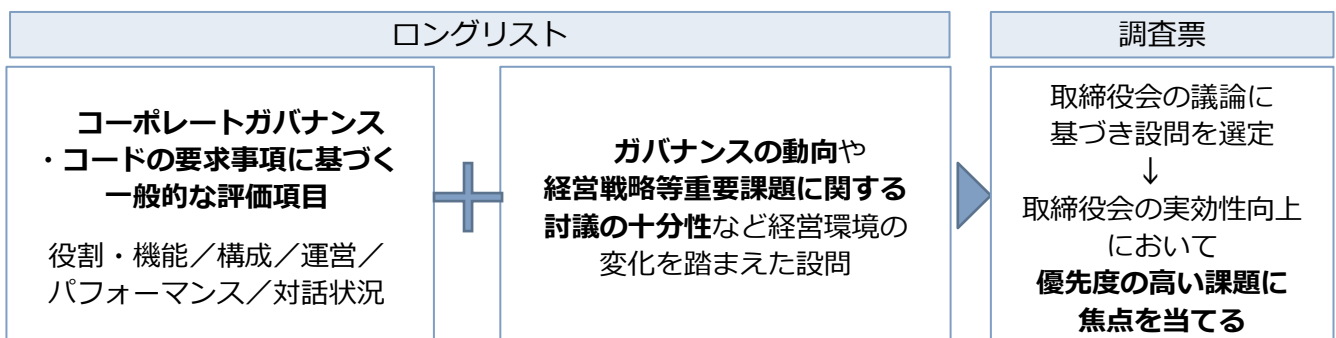 ロングリスト
コーポレートガバナンス
・コードの要求事項に基づく
一般的な評価項目
役割・機能／構成／運営／
パフォーマンス／対話状況
ガバナンスの動向や
経営戦略等重要課題に関する
討議の十分性など経営環境の
変化を踏まえた設問
調査票
取締役会の議論に
基づき設問を選定
↓
取締役会の実効性向上
において
優先度の高い課題に
焦点を当てる